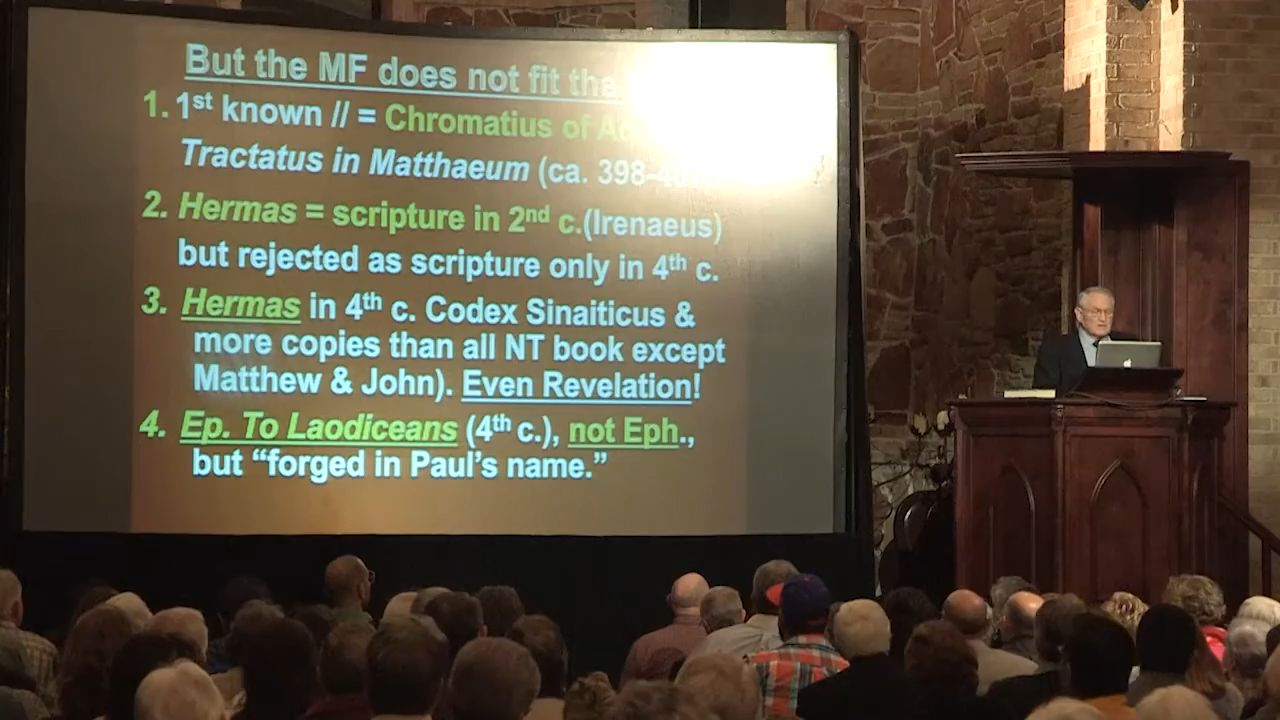 But the MF does not fit the
1. 1st known // = Chromatius of
Tractatus in Matthaeum (ca. 398-407)
2. Hermas = scripture in 2nd c.(Irenaeus)
but rejected as scripture only in 4th c.
3. Hermas in 4th c. Codex Sinaiticus &
more copies than all NT book except
Matthew & John). Even Revelation!
4. Ep. To Laodiceans (4th c.), not Eph.,
but “forged in Paul’s name.”